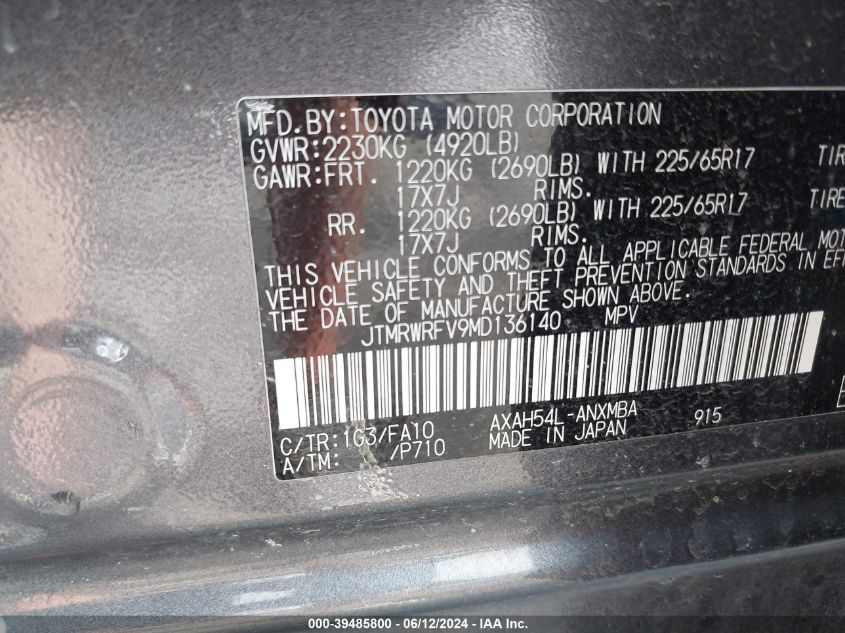 MFD.BY:TOYOTA MOTOR CORPORATION
GVWR:2230KG (4920LB)
GAWR:FRT. 1220KG (2690LB) WITH 225/65R17 TIR
17X7J RIMS.
RR. 1220KG (2690LB) WITH 225/65R17 TIRE
17X7J RIMS.
THIS VEHICLE CONFORMS TO ALL APPLICABLE FEDERAL MOT
VEHICLE SAFETY AND THEFT PREVENTION STANDARDS IN EFF
THE DATE OF MANUFACTURE SHOWN ABOVE.
JTMRWRFV9MD136140 MPV
C/TR:1G3/FA10 AXAH54L-ANXMBA 915
A/TM: /P710 MADE IN JAPAN
000-39485800 - 06/12/2024 - IAA Inc.